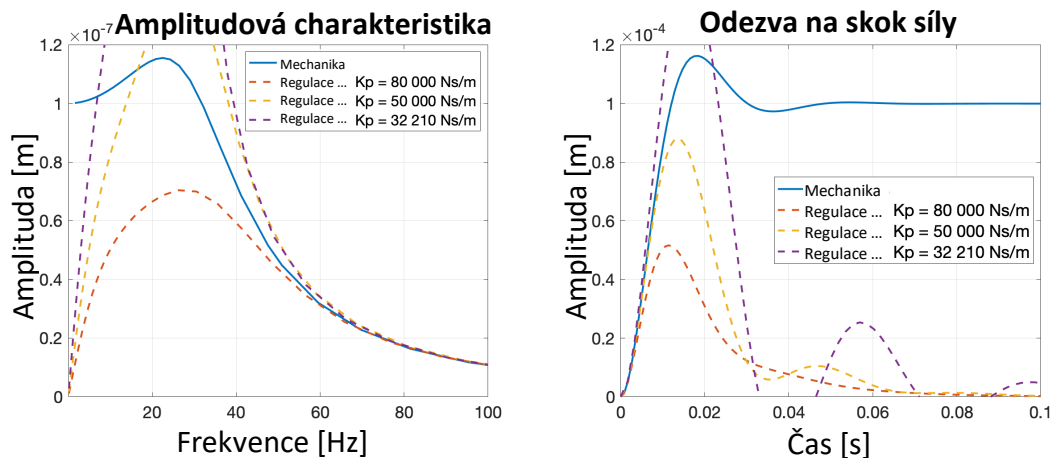 Amplitudová charakteristika
×10⁻⁷
1.2
1
0.8
0.6
0.4
0.2
0
20
40
60
80
100
Amplituda [m]
Frekvence [Hz]
Mechanika
Regulace ... Kp = 80 000 Ns/m
Regulace ... Kp = 50 000 Ns/m
Regulace ... Kp = 32 210 Ns/m
Odezva na skok síly
×10⁻⁴
1.2
1
0.8
0.6
0.4
0.2
0
0
0.02
0.04
0.06
0.08
0.1
Amplituda [m]
Čas [s]
Mechanika
Regulace ... Kp = 80 000 Ns/m
Regulace ... Kp = 50 000 Ns/m
Regulace ... Kp = 32 210 Ns/m